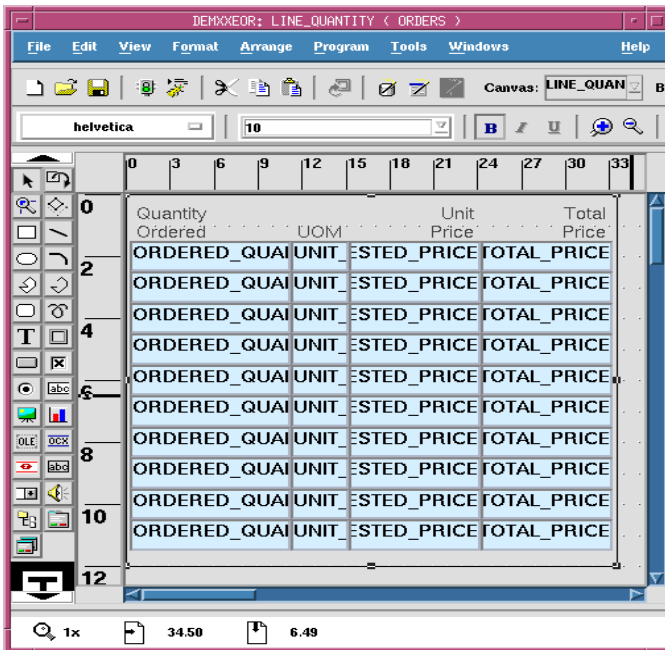 DEMXXEOR: LINE_QUANTITY ( ORDERS )
File Edit View Format Arrange Program Tools Windows Help
Canvas: LINE_QUAN B
helvetica 10 B I U
0 3 6 9 12 15 18 21 24 27 30 33
0
2
4
6
8
10
12
T
abc
OLE OCX
abc
Quantity Unit Total
Ordered UOM Price Price
ORDERED_QUAI UNIT_ ESTED_PRICE TOTAL_PRICE
ORDERED_QUAI UNIT_ ESTED_PRICE TOTAL_PRICE
ORDERED_QUAI UNIT_ ESTED_PRICE TOTAL_PRICE
ORDERED_QUAI UNIT_ ESTED_PRICE TOTAL_PRICE
ORDERED_QUAI UNIT_ ESTED_PRICE TOTAL_PRICE
ORDERED_QUAI UNIT_ ESTED_PRICE TOTAL_PRICE
ORDERED_QUAI UNIT_ ESTED_PRICE TOTAL_PRICE
ORDERED_QUAI UNIT_ ESTED_PRICE TOTAL_PRICE
ORDERED_QUAI UNIT_ ESTED_PRICE TOTAL_PRICE
ORDERED_QUAI UNIT_ ESTED_PRICE TOTAL_PRICE
T
1x 34.50 6.49